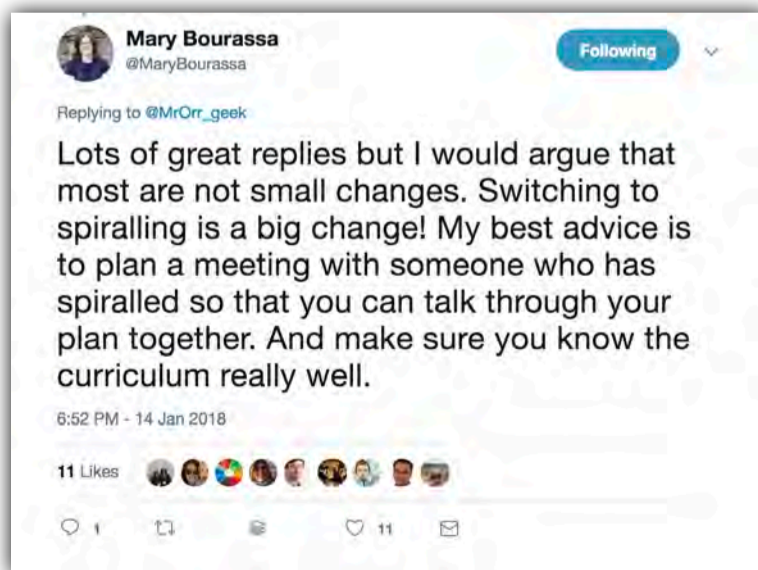 Mary Bourassa
@MaryBourassa
Following
Replying to @MrOrr_geek
Lots of great replies but I would argue that
most are not small changes. Switching to
spiralling is a big change! My best advice is
to plan a meeting with someone who has
spiralled so that you can talk through your
plan together. And make sure you know the
curriculum really well.
6:52 PM - 14 Jan 2018
11 Likes
1
11